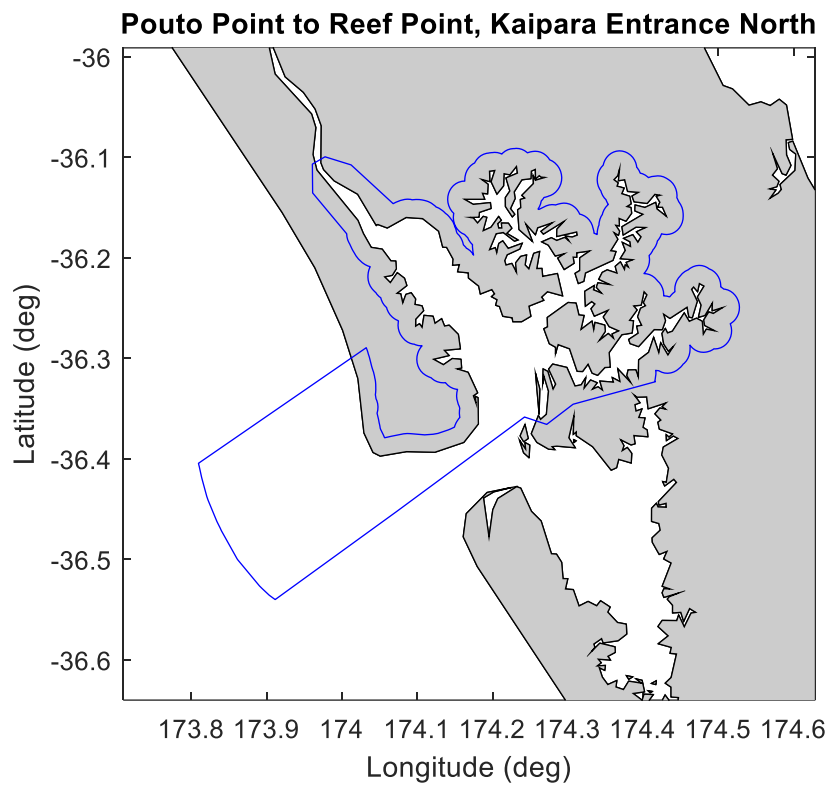 Pouto Point to Reef Point, Kaipara Entrance North
-36
-36.1
-36.2
-36.3
-36.4
-36.5
-36.6
Latitude (deg)
173.8 173.9 174 174.1 174.2 174.3 174.4 174.5 174.6
Longitude (deg)